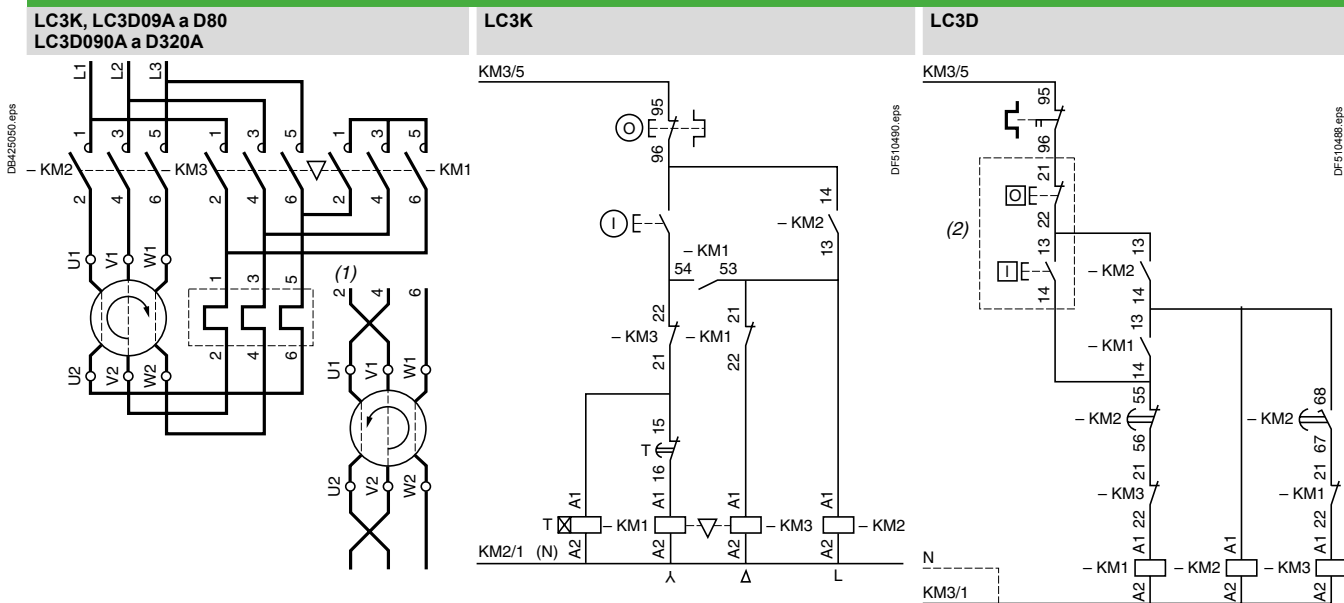 LC3K, LC3D09A a D80
LC3D090A a D320A
LC3K
LC3D
DB425050.eps
L1 L2 L3
1 3 5 1 3 5 1 3 5
– KM2 – KM3 – KM1
2 4 6 2 4 6 2 4 6
U1 V1 W1
1 3 5
(1)
2 4 6
2 4 6
U2 V2 W2
U1 V1 W1
U2 V2 W2
KM3/5
DF510490.eps
95
O
96
14
I
– KM2
13
– KM1
54 53
22 21
– KM3 – KM1
21 22
15
T
16
A1 A1 A1 A1
T – KM1 – KM3 – KM2
A2 A2 A2 A2
KM2/1 (N)
Δ
L
KM3/5
DF510488.eps
95
96
21
O
22
(2)
13 13
I – KM2
14 14
13
– KM1
14
55 68
– KM2 – KM2
56 67
21 21
– KM3 – KM1
22 22
N
A1 A1 A1
– KM1 – KM2 – KM3
A2 A2 A2
KM3/1